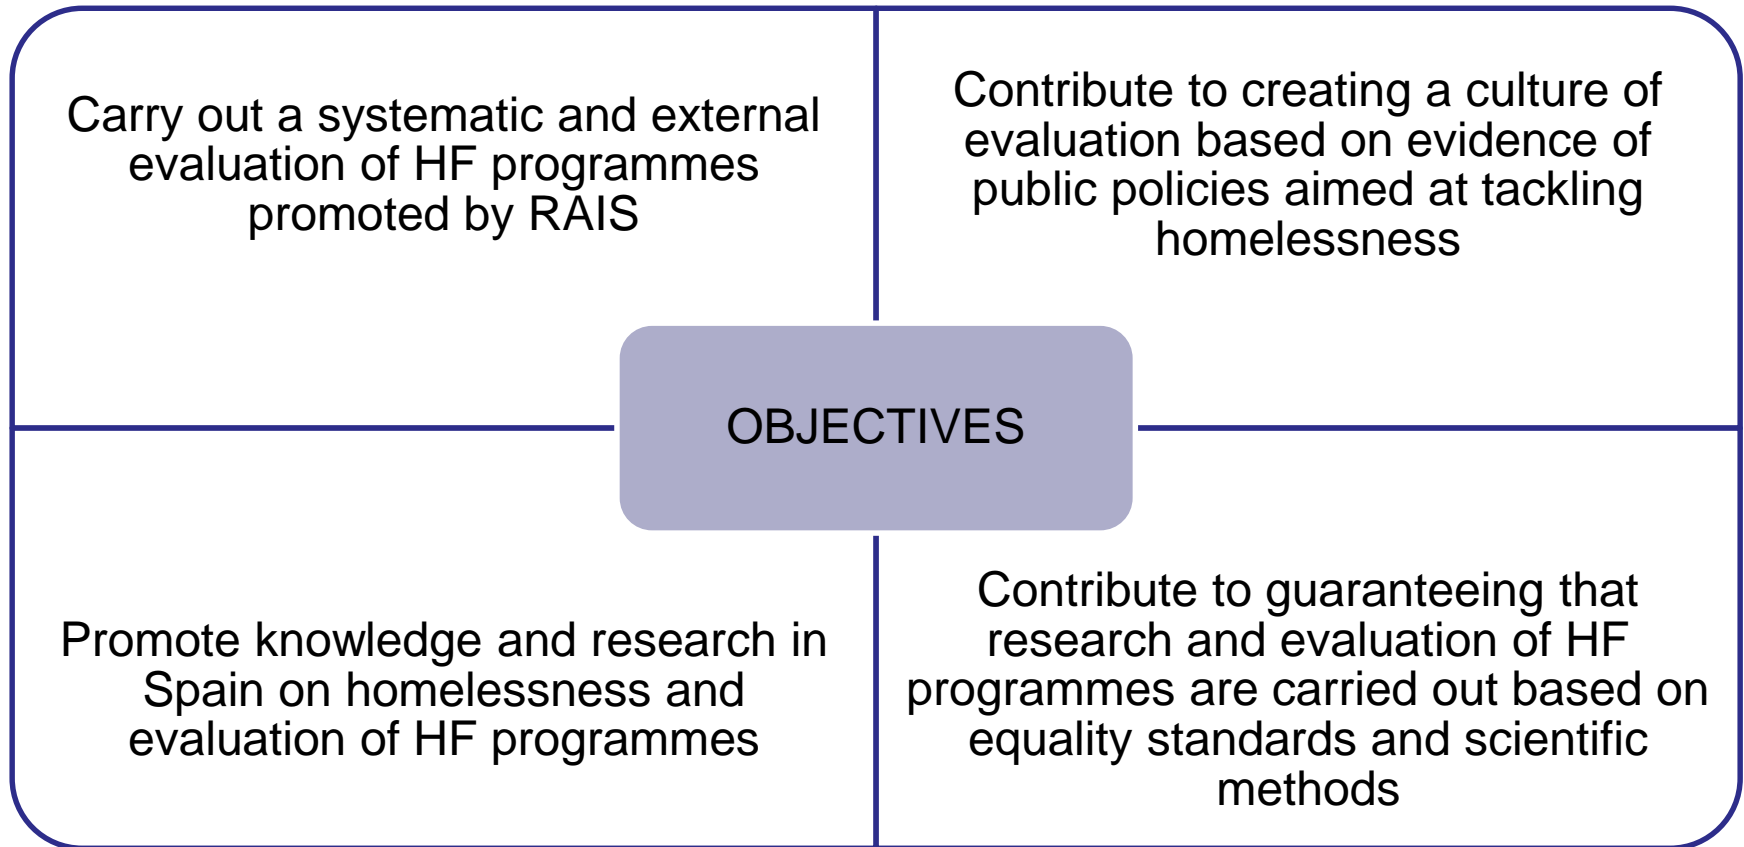 Carry out a systematic and external
evaluation of HF programmes
promoted by RAIS
Contribute to creating a culture of
evaluation based on evidence of
public policies aimed at tackling
homelessness
OBJECTIVES
Promote knowledge and research in
Spain on homelessness and
evaluation of HF programmes
Contribute to guaranteeing that
research and evaluation of HF
programmes are carried out based on
equality standards and scientific
methods